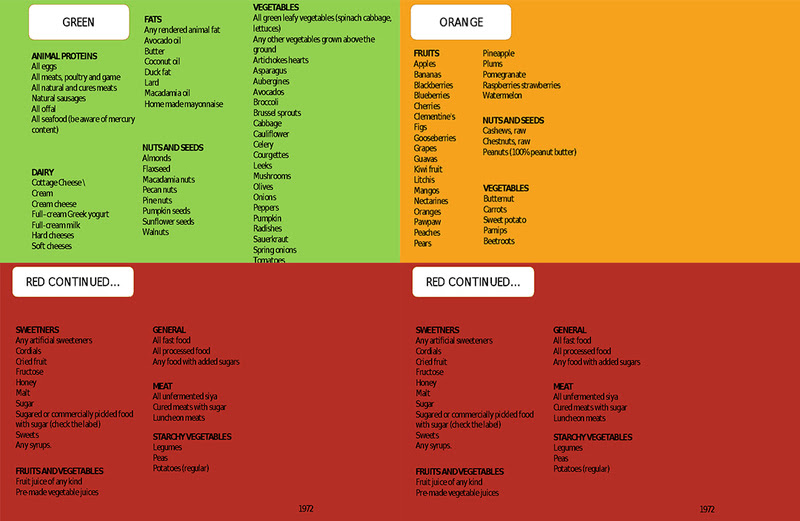 GREEN
ANIMAL PROTEINS
All eggs
All meats, poultry and game
All natural and cures meats
Natural sausages
All offal
All seafood (be aware of mercury
content)
DAIRY
Cottage Cheese \
Cream
Cream cheese
Full-cream Greek yogurt
Full-cream milk
Hard cheeses
Soft cheeses
FATS
Any rendered animal fat
Avocado oil
Butter
Coconut oil
Duck fat
Lard
Macadamia oil
Home made mayonnaise
NUTS AND SEEDS
Almonds
Flaxseed
Macadamia nuts
Pecan nuts
Pine nuts
Pumpkin seeds
Sunflower seeds
Walnuts
VEGETABLES
All green leafy vegetables (spinach cabbage,
lettuces)
Any other vegetables grown above the
ground
Artichokes hearts
Asparagus
Aubergines
Avocados
Broccoli
Brussel sprouts
Cabbage
Cauliflower
Celery
Courgettes
Leeks
Mushrooms
Olives
Onions
Peppers
Pumpkin
Radishes
Sauerkraut
Spring onions
Tomatoes
ORANGE
FRUITS
Apples
Bananas
Blackberries
Blueberries
Cherries
Clementine's
Figs
Gooseberries
Grapes
Guavas
Kiwi fruit
Litchis
Mangos
Nectarines
Oranges
Pawpaw
Peaches
Pears
Pineapple
Plums
Pomegranate
Raspberries strawberries
Watermelon
NUTS AND SEEDS
Cashews, raw
Chestnuts, raw
Peanuts (100% peanut butter)
VEGETABLES
Butternut
Carrots
Sweet potato
Parnips
Beetroots
RED CONTINUED...
SWEETNERS
Any artificial sweeteners
Cordials
Cried fruit
Fructose
Honey
Malt
Sugar
Sugared or commercially pickled food
with sugar (check the label)
Sweets
Any syrups.
FRUITS AND VEGETABLES
Fruit juice of any kind
Pre-made vegetable juices
GENERAL
All fast food
All processed food
Any food with added sugars
MEAT
All unfermented siya
Cured meats with sugar
Luncheon meats
STARCHY VEGETABLES
Legumes
Peas
Potatoes (regular)
1972
RED CONTINUED...
SWEETNERS
Any artificial sweeteners
Cordials
Cried fruit
Fructose
Honey
Malt
Sugar
Sugared or commercially pickled food
with sugar (check the label)
Sweets
Any syrups.
FRUITS AND VEGETABLES
Fruit juice of any kind
Pre-made vegetable juices
GENERAL
All fast food
All processed food
Any food with added sugars
MEAT
All unfermented siya
Cured meats with sugar
Luncheon meats
STARCHY VEGETABLES
Legumes
Peas
Potatoes (regular)
1972